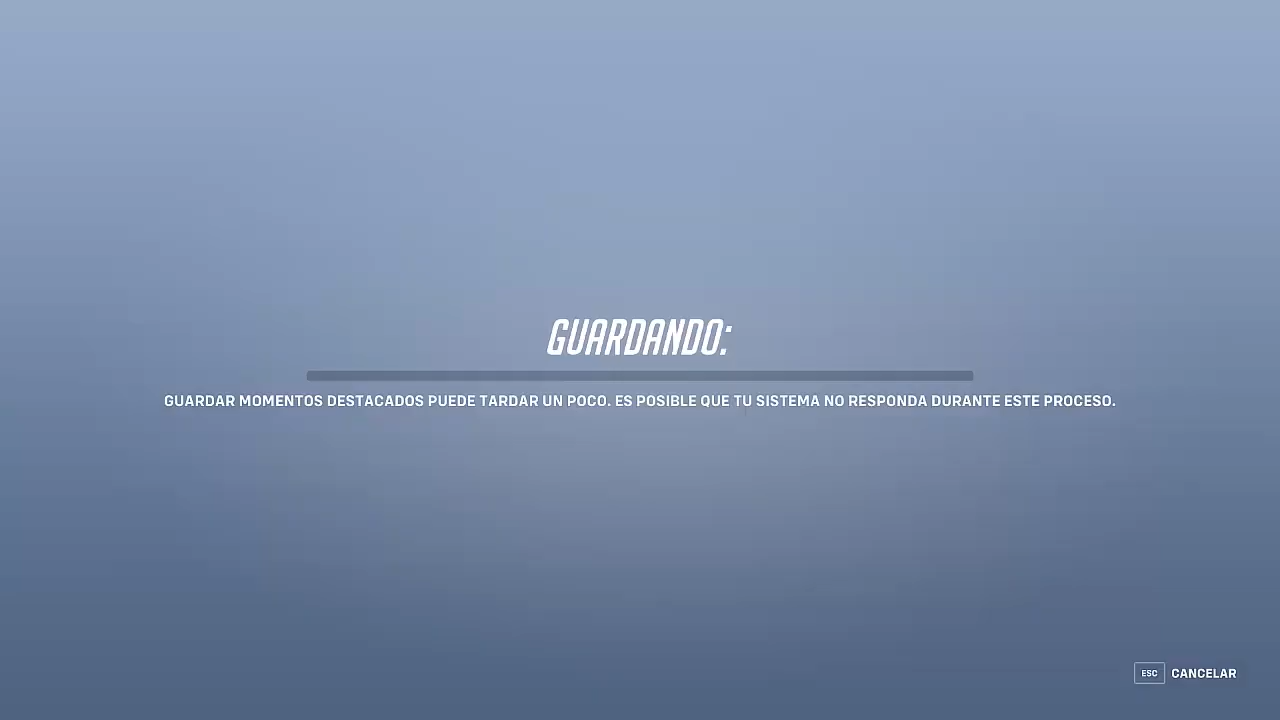 GUARDANDO:
GUARDAR MOMENTOS DESTACADOS PUEDE TARDAR UN POCO. ES POSIBLE QUE TU SISTEMA NO RESPONDA DURANTE ESTE PROCESO.
ESC CANCELAR